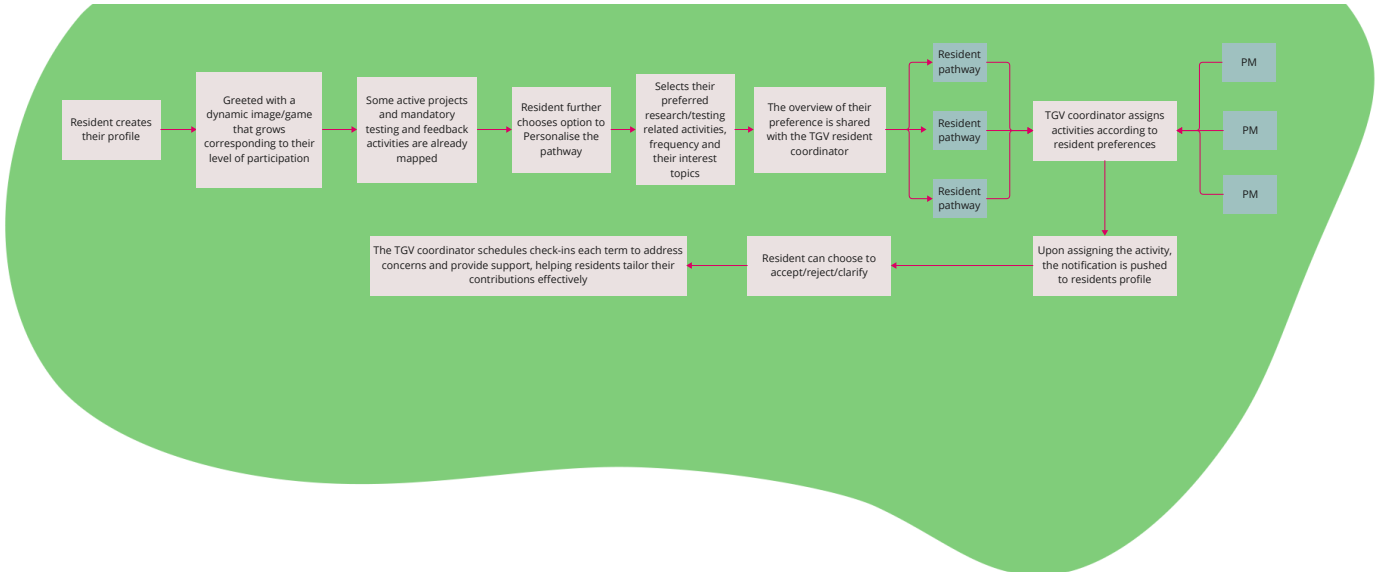 Resident creates
their profile
Greeted with a
dynamic image/game
that grows
corresponding to their
level of participation
Some active projects
and mandatory
testing and feedback
activities are already
mapped
Resident further
chooses option to
Personalise the
pathway
Selects their
preferred
research/testing
related activities,
frequency and
their interest
topics
The overview of their
preference is shared
with the TGV resident
coordinator
Resident
pathway
Resident
pathway
Resident
pathway
TGV coordinator assigns
activities according to
resident preferences
PM
PM
PM
Upon assigning the activity,
the notification is pushed
to residents profile
Resident can choose to
accept/reject/clarify
The TGV coordinator schedules check-ins each term to address
concerns and provide support, helping residents tailor their
contributions effectively